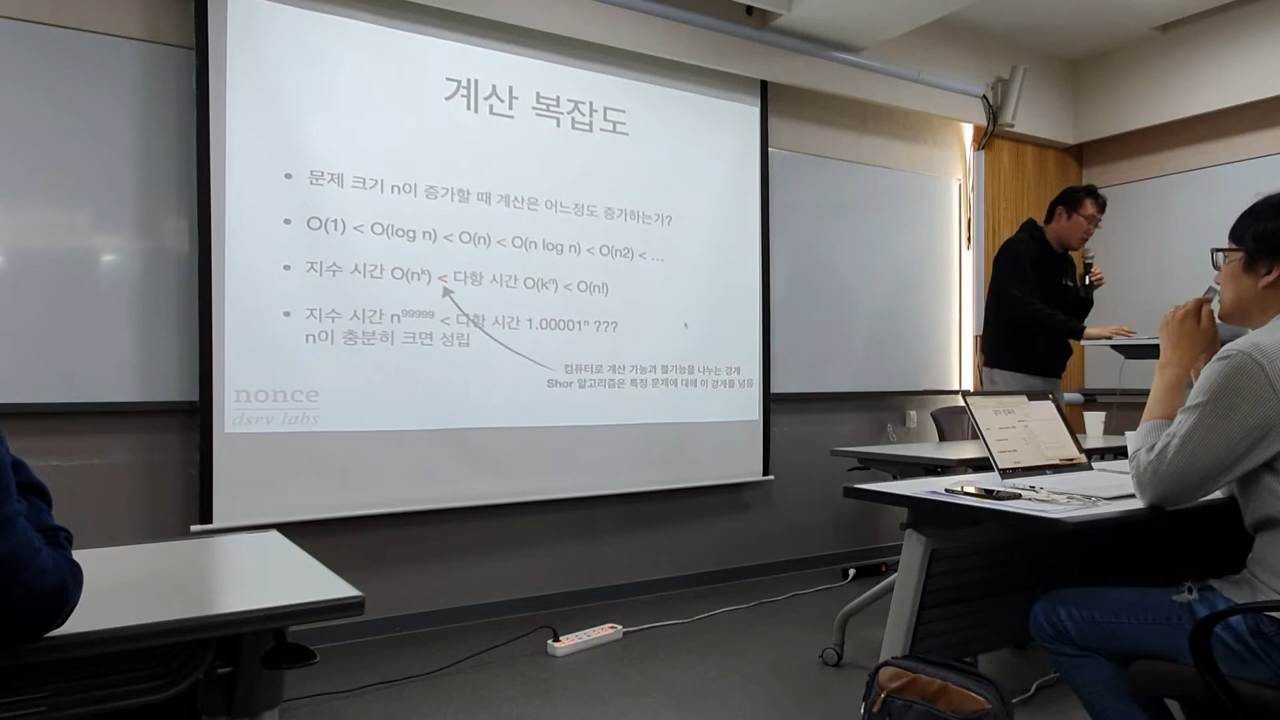 계산 복잡도
• 문제 크기 n이 증가할 때 계산은 어느정도 증가하는가?
• O(1) < O(log n) < O(n) < O(n log n) < O(n2) < ...
• 지수 시간 O(nᵏ) < 다항 시간 O(kⁿ) < O(n!)
• 지수 시간 n⁹⁹⁹⁹⁹ < 다항 시간 1.00001ⁿ ???
n이 충분히 크면 성립
컴퓨터로 계산 가능과 불가능을 나누는 경계
Shor 알고리즘은 특정 문제에 대해 이 경계를 넘음
nonce
dsrv labs